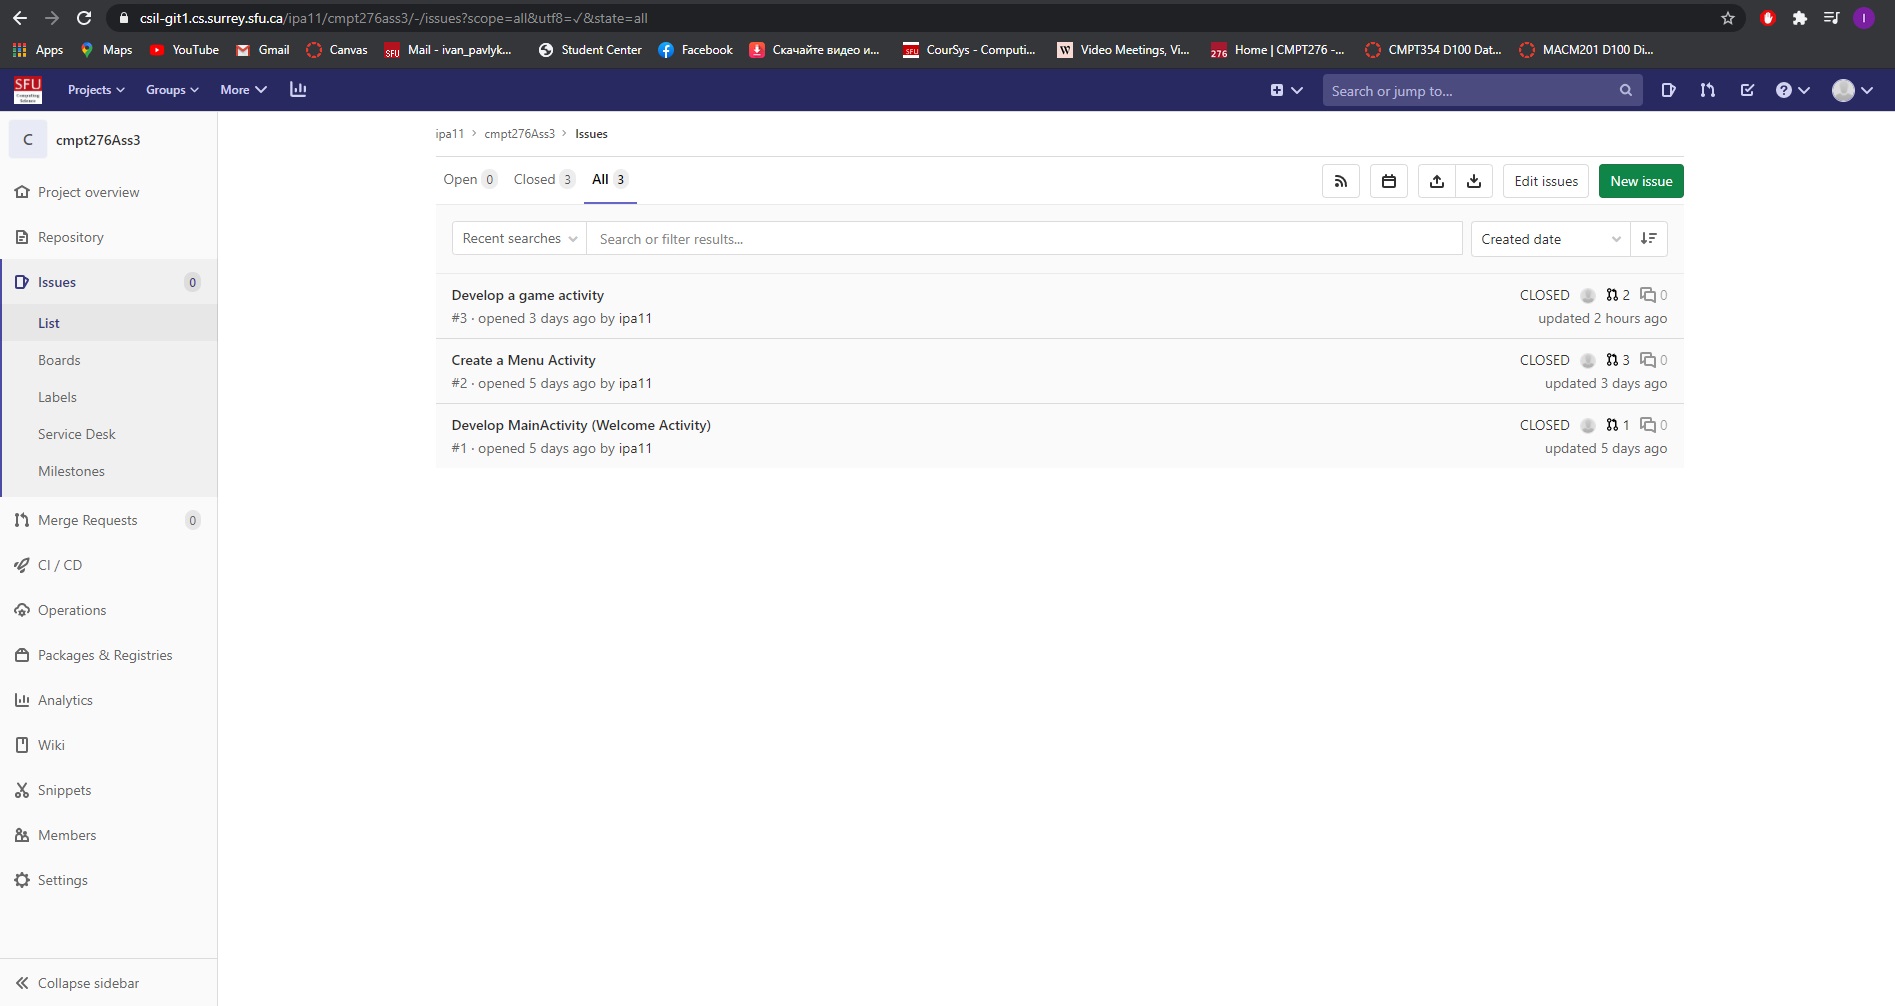 csil-git1.cs.surrey.sfu.ca/ipa11/cmpt276ass3/-/issues?scope=all&utf8=✓&state=all
I
Apps Maps YouTube Gmail Canvas SFU Mail - ivan_pavlyk... Student Center Facebook Скачайте видео и... SFU CourSys - Computi... W Video Meetings, Vi... 276 Home | CMPT276 -... CMPT354 D100 Dat... MACM201 D100 Di...
SFU Computing Science Projects Groups More Search or jump to...
C cmpt276Ass3
Project overview
Repository
Issues 0
List
Boards
Labels
Service Desk
Milestones
Merge Requests 0
CI / CD
Operations
Packages & Registries
Analytics
Wiki
Snippets
Members
Settings
Collapse sidebar
ipa11 > cmpt276Ass3 > Issues
Open 0 Closed 3 All 3 Edit issues New issue
Recent searches Search or filter results... Created date
Develop a game activity CLOSED 2 0
#3 · opened 3 days ago by ipa11 updated 2 hours ago
Create a Menu Activity CLOSED 3 0
#2 · opened 5 days ago by ipa11 updated 3 days ago
Develop MainActivity (Welcome Activity) CLOSED 1 0
#1 · opened 5 days ago by ipa11 updated 5 days ago